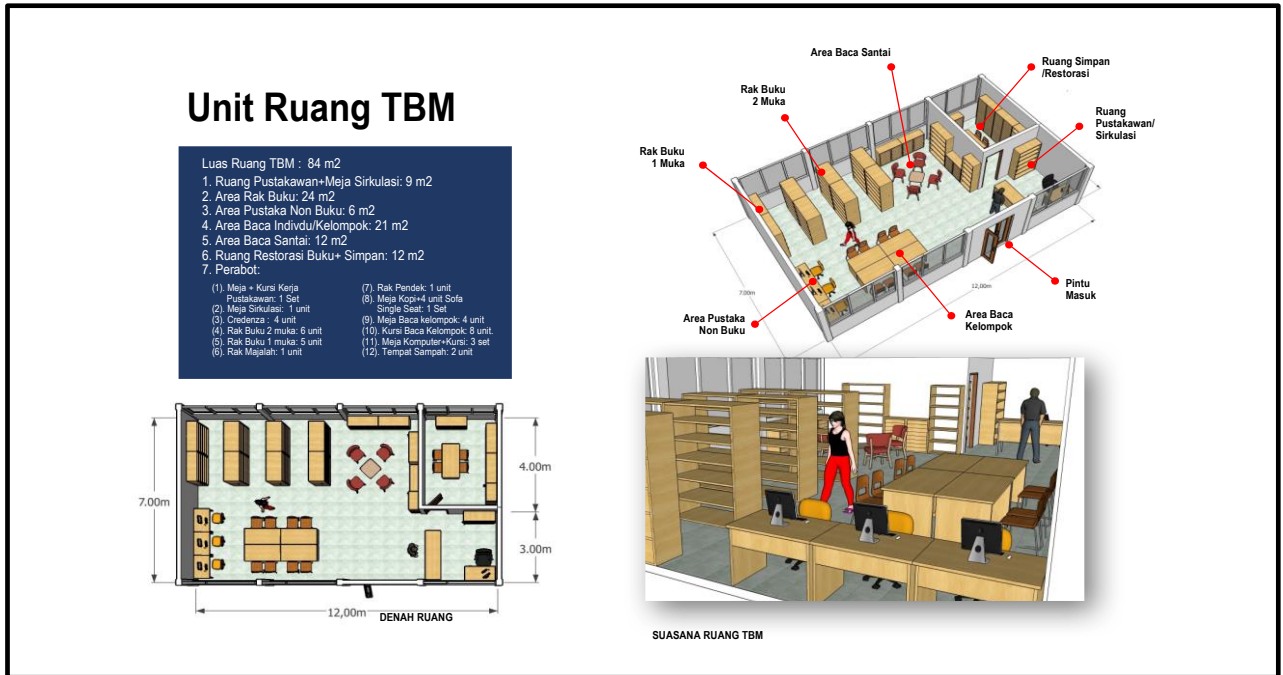 Unit Ruang TBM
Luas Ruang TBM : 84 m2
1. Ruang Pustakawan+Meja Sirkulasi: 9 m2
2. Area Rak Buku: 24 m2
3. Area Pustaka Non Buku: 6 m2
4. Area Baca Indivdu/Kelompok: 21 m2
5. Area Baca Santai: 12 m2
6. Ruang Restorasi Buku+ Simpan: 12 m2
7. Perabot:
(1). Meja + Kursi Kerja
Pustakawan: 1 Set
(2). Meja Sirkulasi: 1 unit
(3). Credenza : 4 unit
(4). Rak Buku 2 muka: 6 unit
(5). Rak Buku 1 muka: 5 unit
(6). Rak Majalah: 1 unit
(7). Rak Pendek: 1 unit
(8). Meja Kopi+4 unit Sofa
Single Seat: 1 Set
(9). Meja Baca kelompok: 4 unit
(10). Kursi Baca Kelompok: 8 unit.
(11). Meja Komputer+Kursi: 3 set
(12). Tempat Sampah: 2 unit
7.00m
4.00m
3.00m
12,00m
DENAH RUANG
Area Baca Santai
Ruang Simpan
/Restorasi
Rak Buku
2 Muka
Ruang
Pustakawan/
Sirkulasi
Rak Buku
1 Muka
7.00m
12,00m
Pintu
Masuk
Area Pustaka
Non Buku
Area Baca
Kelompok
SUASANA RUANG TBM